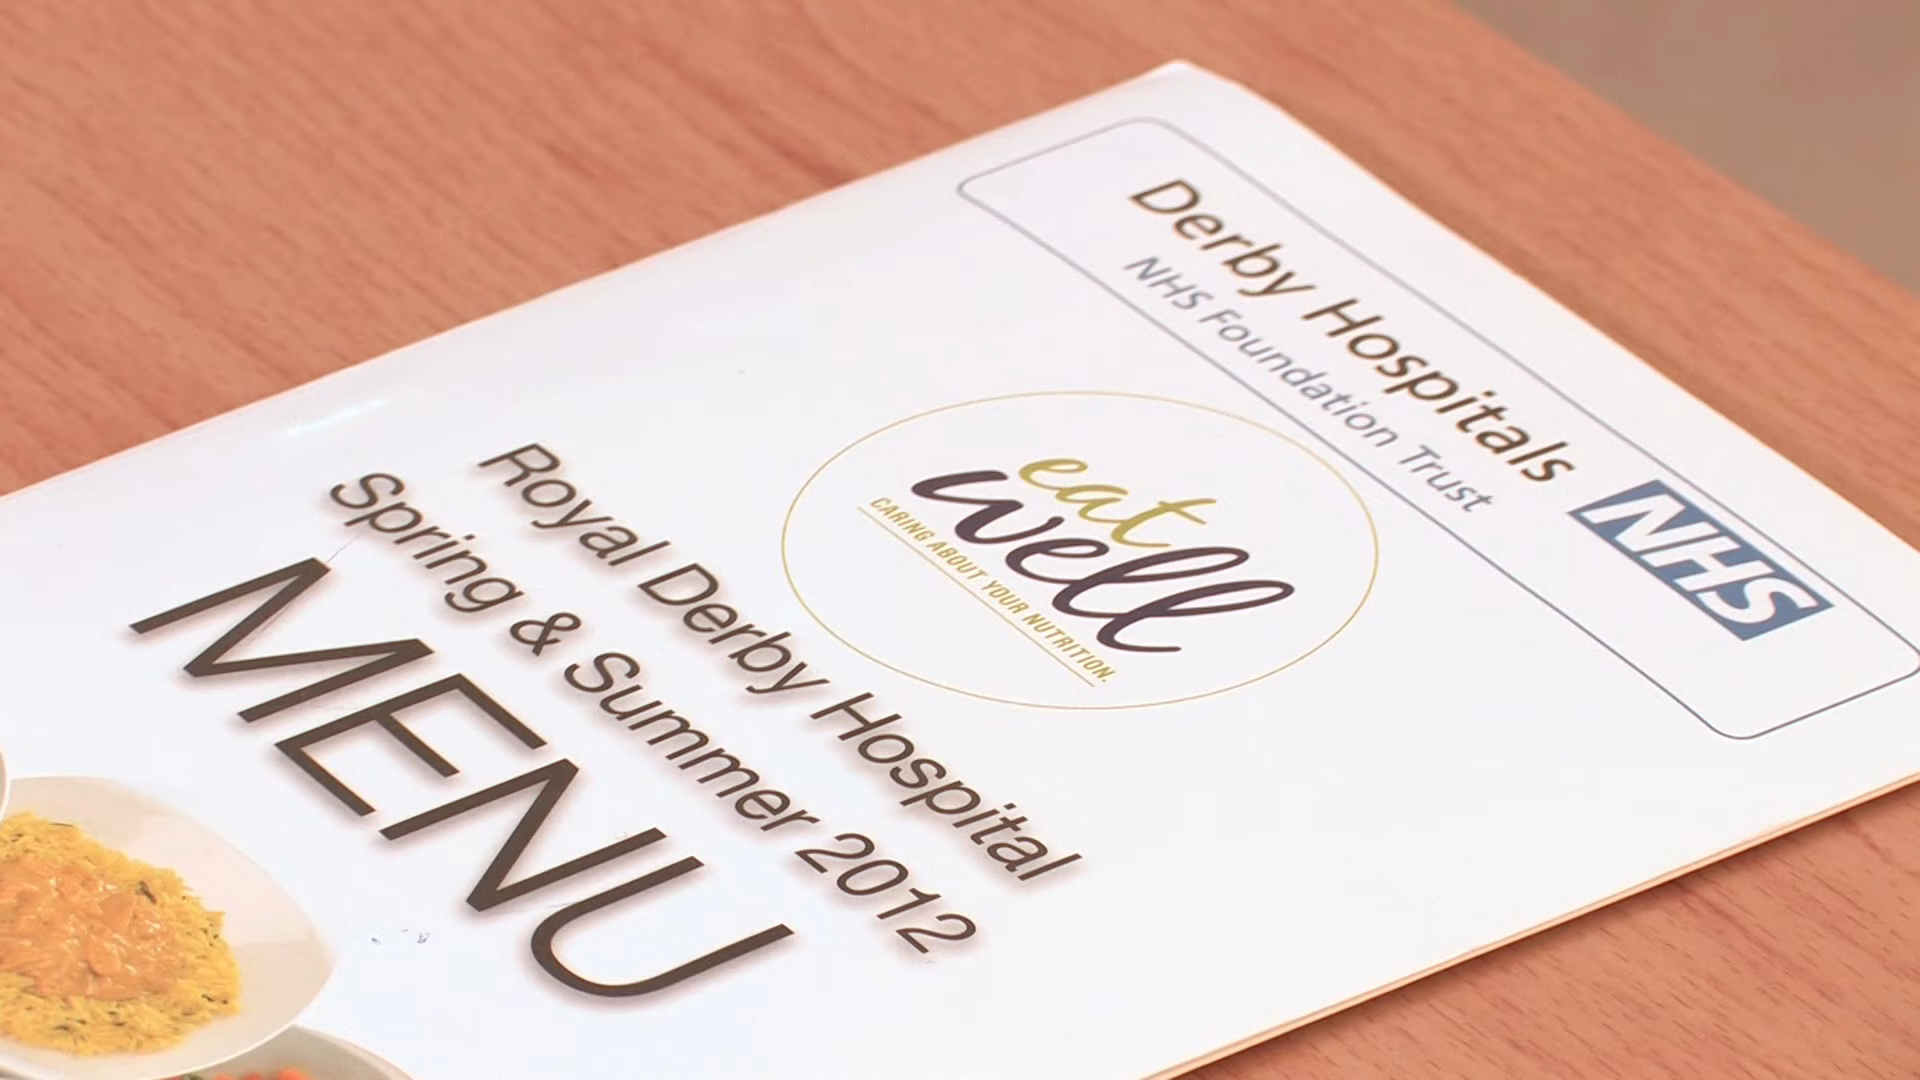 Derby Hospitals NHS
NHS Foundation Trust
eat
well
CARING ABOUT YOUR NUTRITION.
Royal Derby Hospital
Spring & Summer 2012
MENU